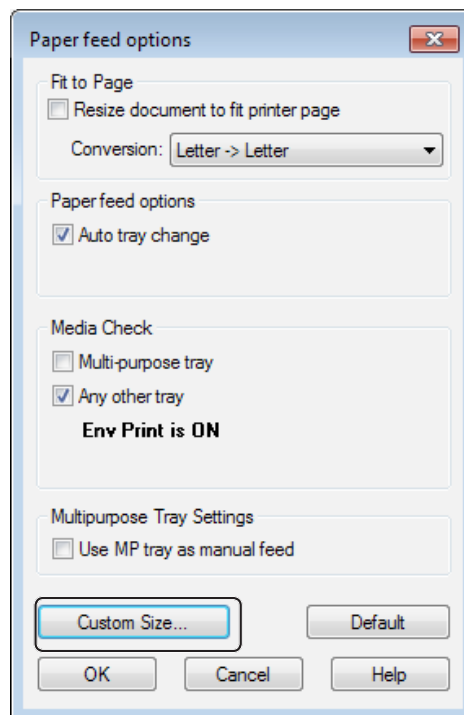 Paper feed options
Fit to Page
Resize document to fit printer page
Conversion: Letter -> Letter
Paper feed options
Auto tray change
Media Check
Multi-purpose tray
Any other tray
Env Print is ON
Multipurpose Tray Settings
Use MP tray as manual feed
Custom Size... Default
OK Cancel Help